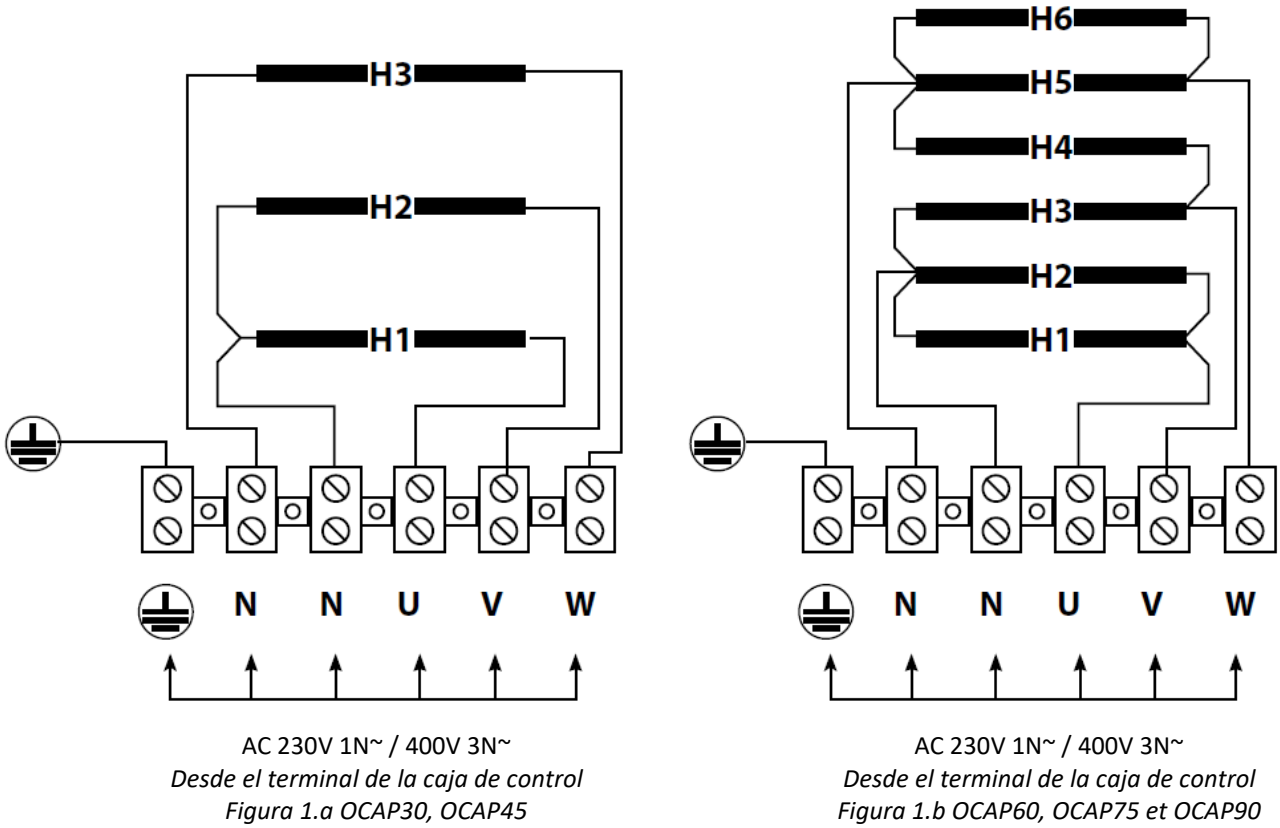 H3
H2
H1
N N U V W
AC 230V 1N~ / 400V 3N~
Desde el terminal de la caja de control
Figura 1.a OCAP30, OCAP45
H6
H5
H4
H3
H2
H1
N N U V W
AC 230V 1N~ / 400V 3N~
Desde el terminal de la caja de control
Figura 1.b OCAP60, OCAP75 et OCAP90